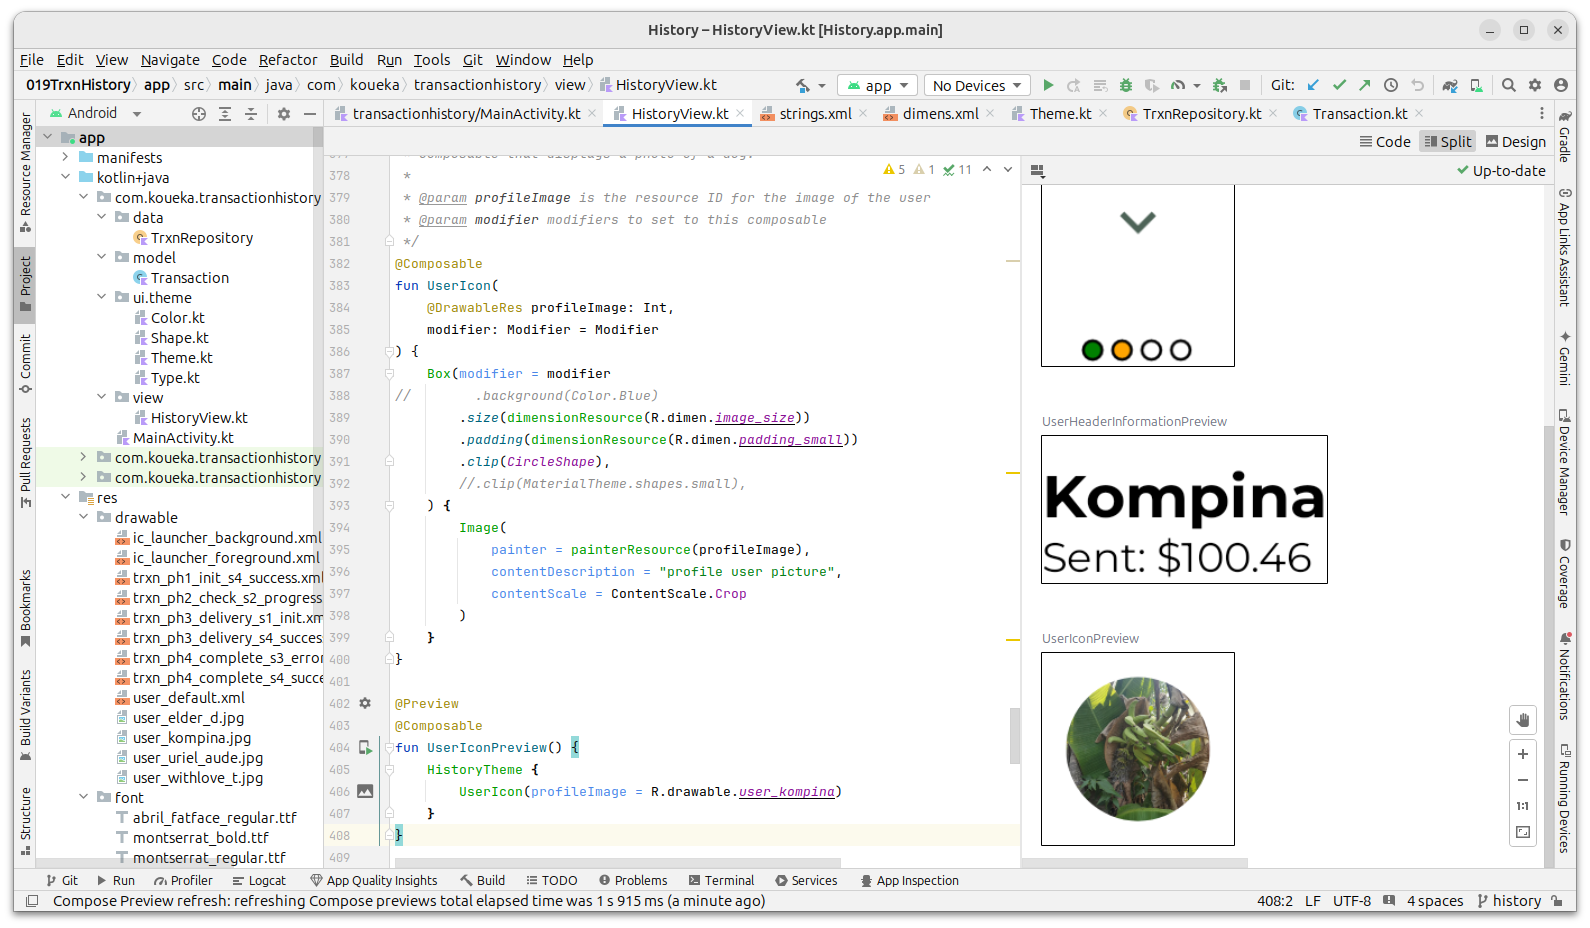 History – HistoryView.kt [History.app.main]
File Edit View Navigate Code Refactor Build Run Tools Git Window Help
019TrxnHistory app src main java com koueka transactionhistory view HistoryView.kt app No Devices Git:
Android transactionhistory/MainActivity.kt HistoryView.kt strings.xml dimens.xml Theme.kt TrxnRepository.kt Transaction.kt
Code Split Design
Up-to-date
5 1 11
Resource Manager
Project
Commit
Pull Requests
Bookmarks
Build Variants
Structure
app
manifests
kotlin+java
com.koueka.transactionhistory
data
TrxnRepository
model
Transaction
ui.theme
Color.kt
Shape.kt
Theme.kt
Type.kt
view
HistoryView.kt
MainActivity.kt
com.koueka.transactionhistory
com.koueka.transactionhistory
res
drawable
ic_launcher_background.xml
ic_launcher_foreground.xml
trxn_ph1_init_s4_success.xml
trxn_ph2_check_s2_progress
trxn_ph3_delivery_s1_init.xm
trxn_ph3_delivery_s4_succes
trxn_ph4_complete_s3_error
trxn_ph4_complete_s4_succe
user_default.xml
user_elder_d.jpg
user_kompina.jpg
user_uriel_aude.jpg
user_withlove_t.jpg
font
abril_fatface_regular.ttf
montserrat_bold.ttf
montserrat_regular.ttf
377 * Composable that displays a photo of a dog.
378 *
379 * @param profileImage is the resource ID for the image of the user
380 * @param modifier modifiers to set to this composable
381 */
382 @Composable
383 fun UserIcon(
384 @DrawableRes profileImage: Int,
385 modifier: Modifier = Modifier
386 ) {
387 Box(modifier = modifier
388 // .background(Color.Blue)
389 .size(dimensionResource(R.dimen.image_size))
390 .padding(dimensionResource(R.dimen.padding_small))
391 .clip(CircleShape),
392 //.clip(MaterialTheme.shapes.small),
393 ) {
394 Image(
395 painter = painterResource(profileImage),
396 contentDescription = "profile user picture",
397 contentScale = ContentScale.Crop
398 )
399 }
400 }
401
402 @Preview
403 @Composable
404 fun UserIconPreview() {
405 HistoryTheme {
406 UserIcon(profileImage = R.drawable.user_kompina)
407 }
408 }
409
UserHeaderInformationPreview
Kompina
Sent: $100.46
UserIconPreview
1:1
Gradle
App Links Assistant
Gemini
Device Manager
Coverage
Notifications
Running Devices
Git Run Profiler Logcat App Quality Insights Build TODO Problems Terminal Services App Inspection
Compose Preview refresh: refreshing Compose previews total elapsed time was 1 s 915 ms (a minute ago) 408:2 LF UTF-8 4 spaces history